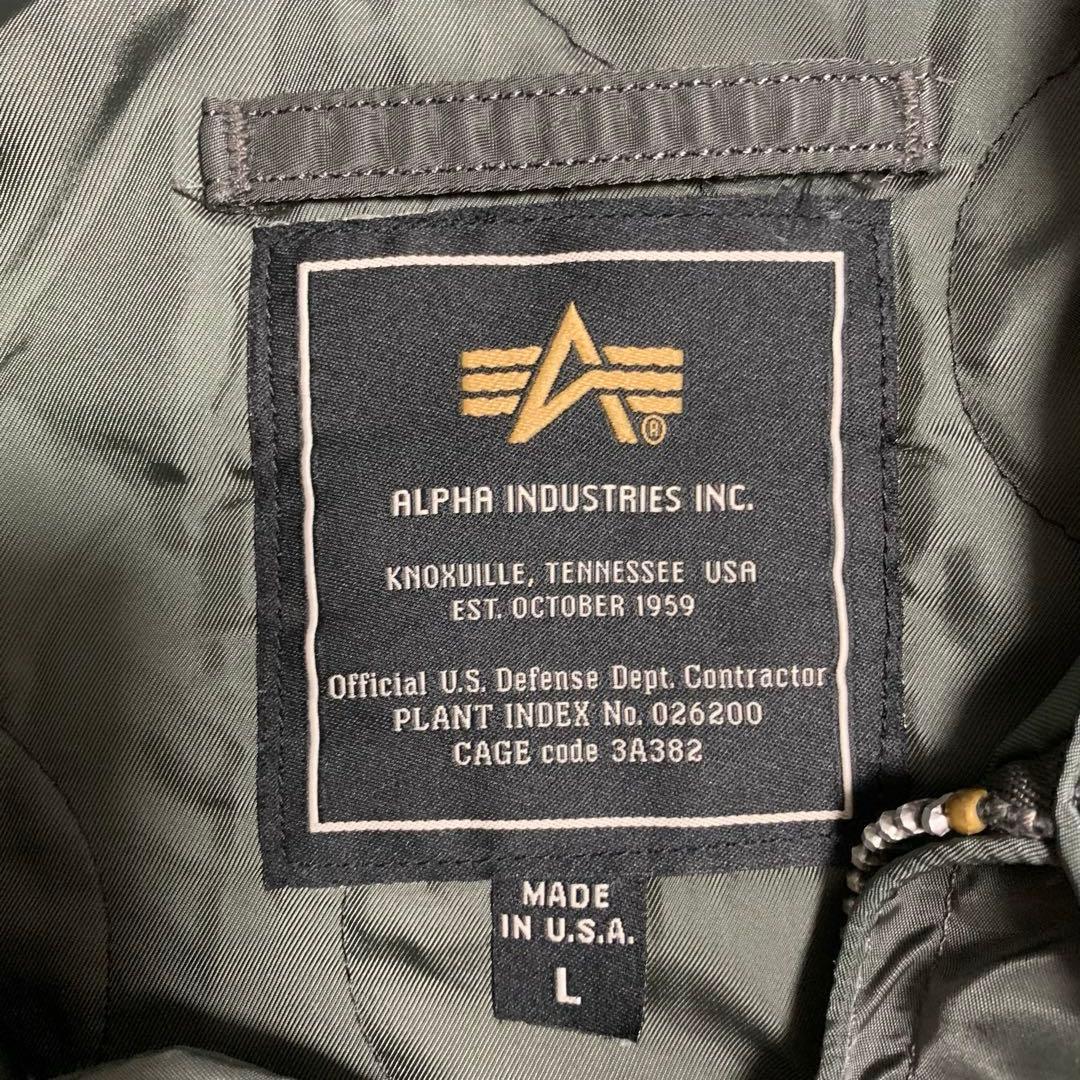 ®
ALPHA INDUSTRIES INC.
KNOXVILLE, TENNESSEE USA
EST. OCTOBER 1959
Official U.S. Defense Dept. Contractor
PLANT INDEX No. 026200
CAGE code 3A382
MADE
IN U.S.A.
L